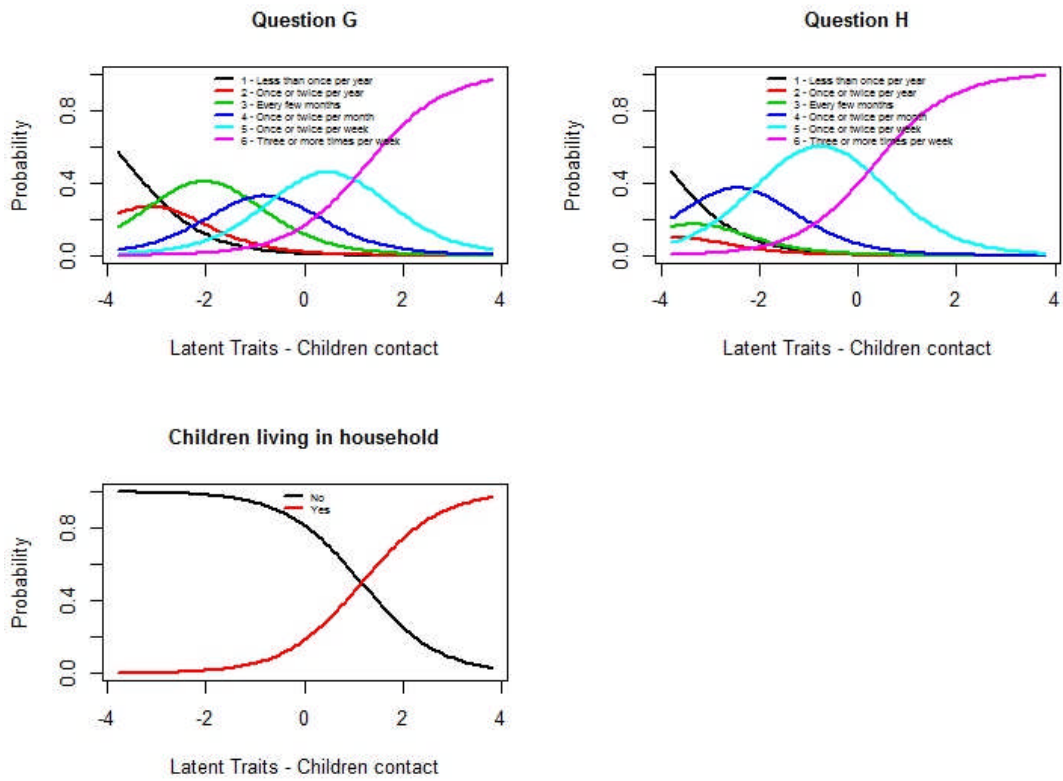 Question G
1 - Less than once per year
2 - Once or twice per year
3 - Every few months
4 - Once or twice per month
5 - Once or twice per week
6 - Three or more times per week
Probability
0.0 0.4 0.8
-4 -2 0 2 4
Latent Traits - Children contact
Question H
1 - Less than once per year
2 - Once or twice per year
3 - Every few months
4 - Once or twice per month
5 - Once or twice per week
6 - Three or more times per week
Probability
0.0 0.4 0.8
-4 -2 0 2 4
Latent Traits - Children contact
Children living in household
No
Yes
Probability
0.0 0.4 0.8
-4 -2 0 2 4
Latent Traits - Children contact